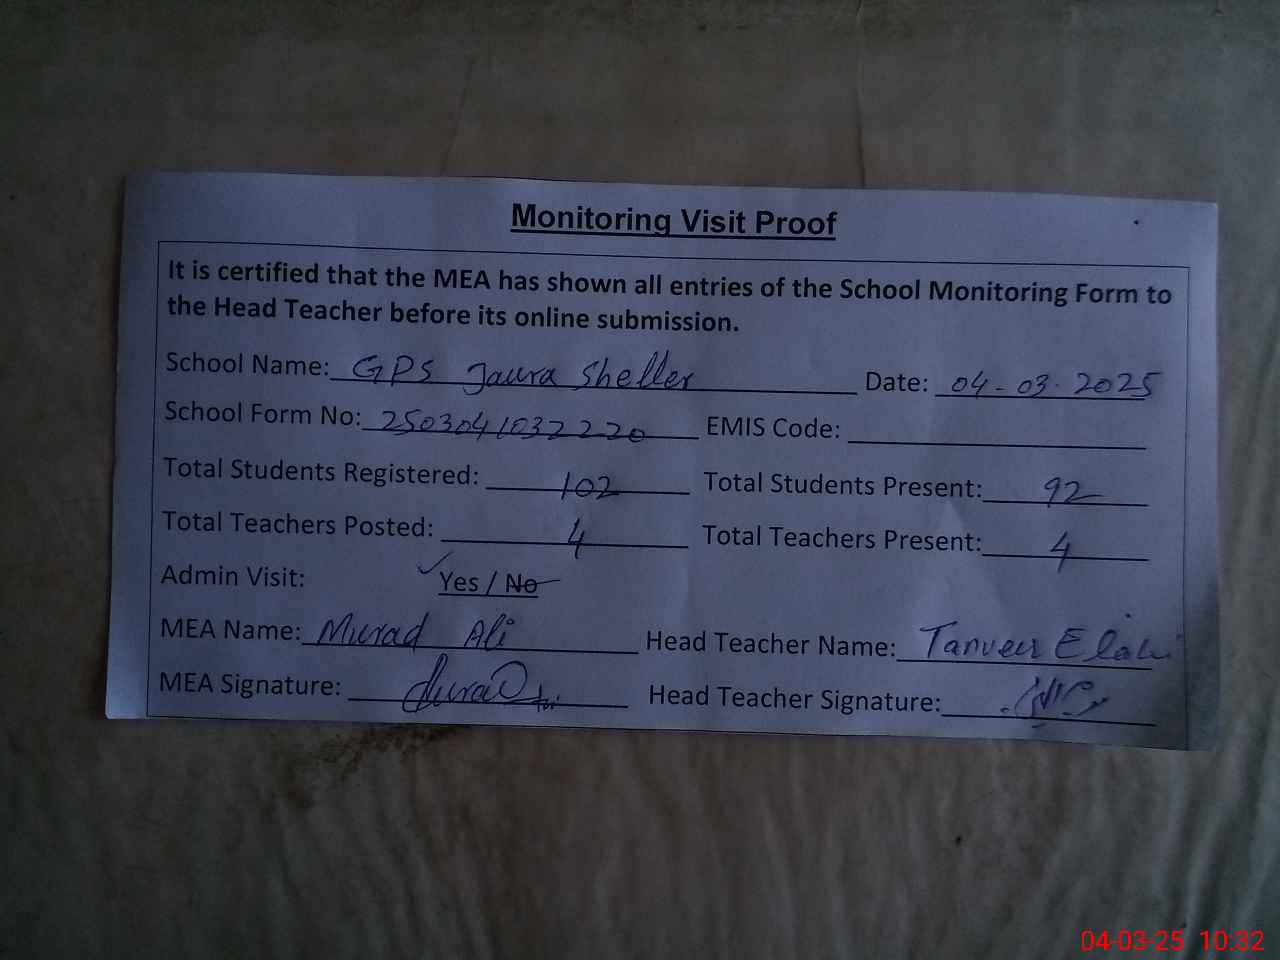 Monitoring Visit Proof
It is certified that the MEA has shown all entries of the School Monitoring Form to
the Head Teacher before its online submission.
School Name: GPS Jaura Sheller Date: 04-03-2025
School Form No: 2503041032220 EMIS Code:
Total Students Registered: 102 Total Students Present: 92
Total Teachers Posted: 4 Total Teachers Present: 4
Admin Visit: Yes / No
MEA Name: Murad Ali Head Teacher Name: Tanveer Elahi
MEA Signature: Head Teacher Signature:
04-03-25 10:32